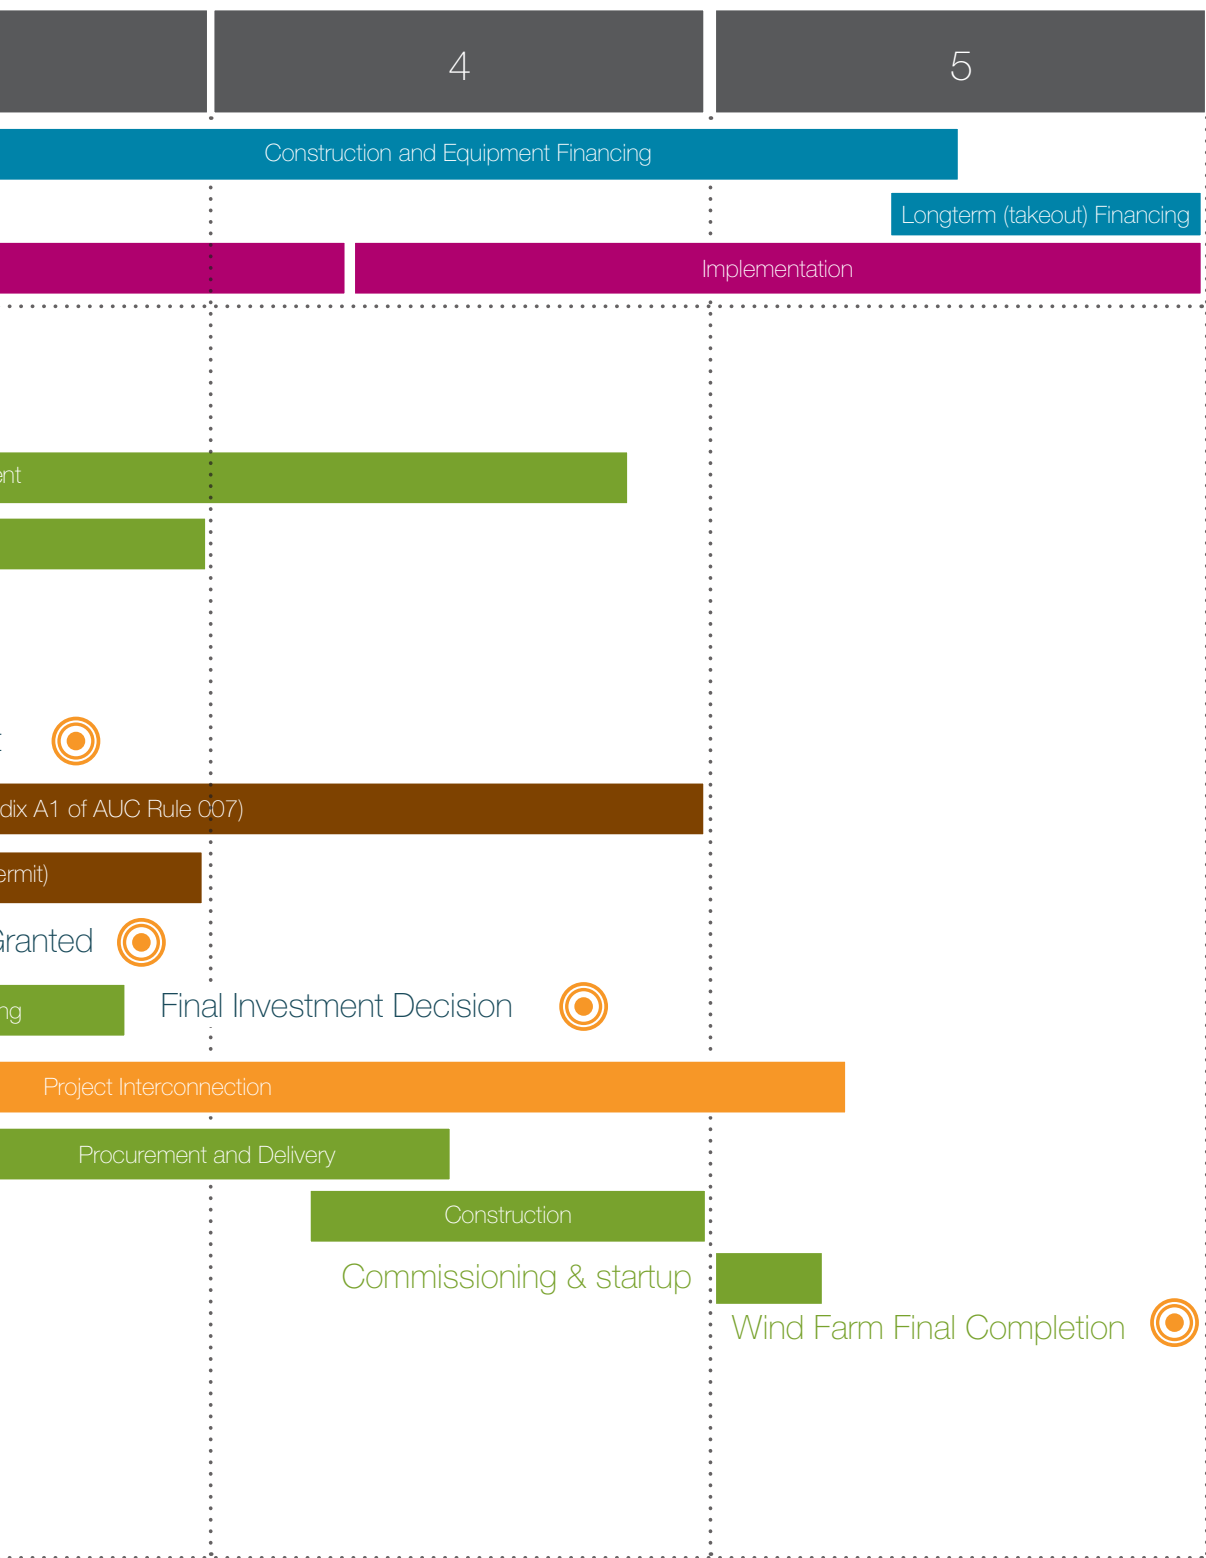 4
5
Construction and Equipment Financing
Longterm (takeout) Financing
Implementation
ent
dix A1 of AUC Rule 007)
ermit)
Granted
ng
Final Investment Decision
Project Interconnection
Procurement and Delivery
Construction
Commissioning & startup
Wind Farm Final Completion